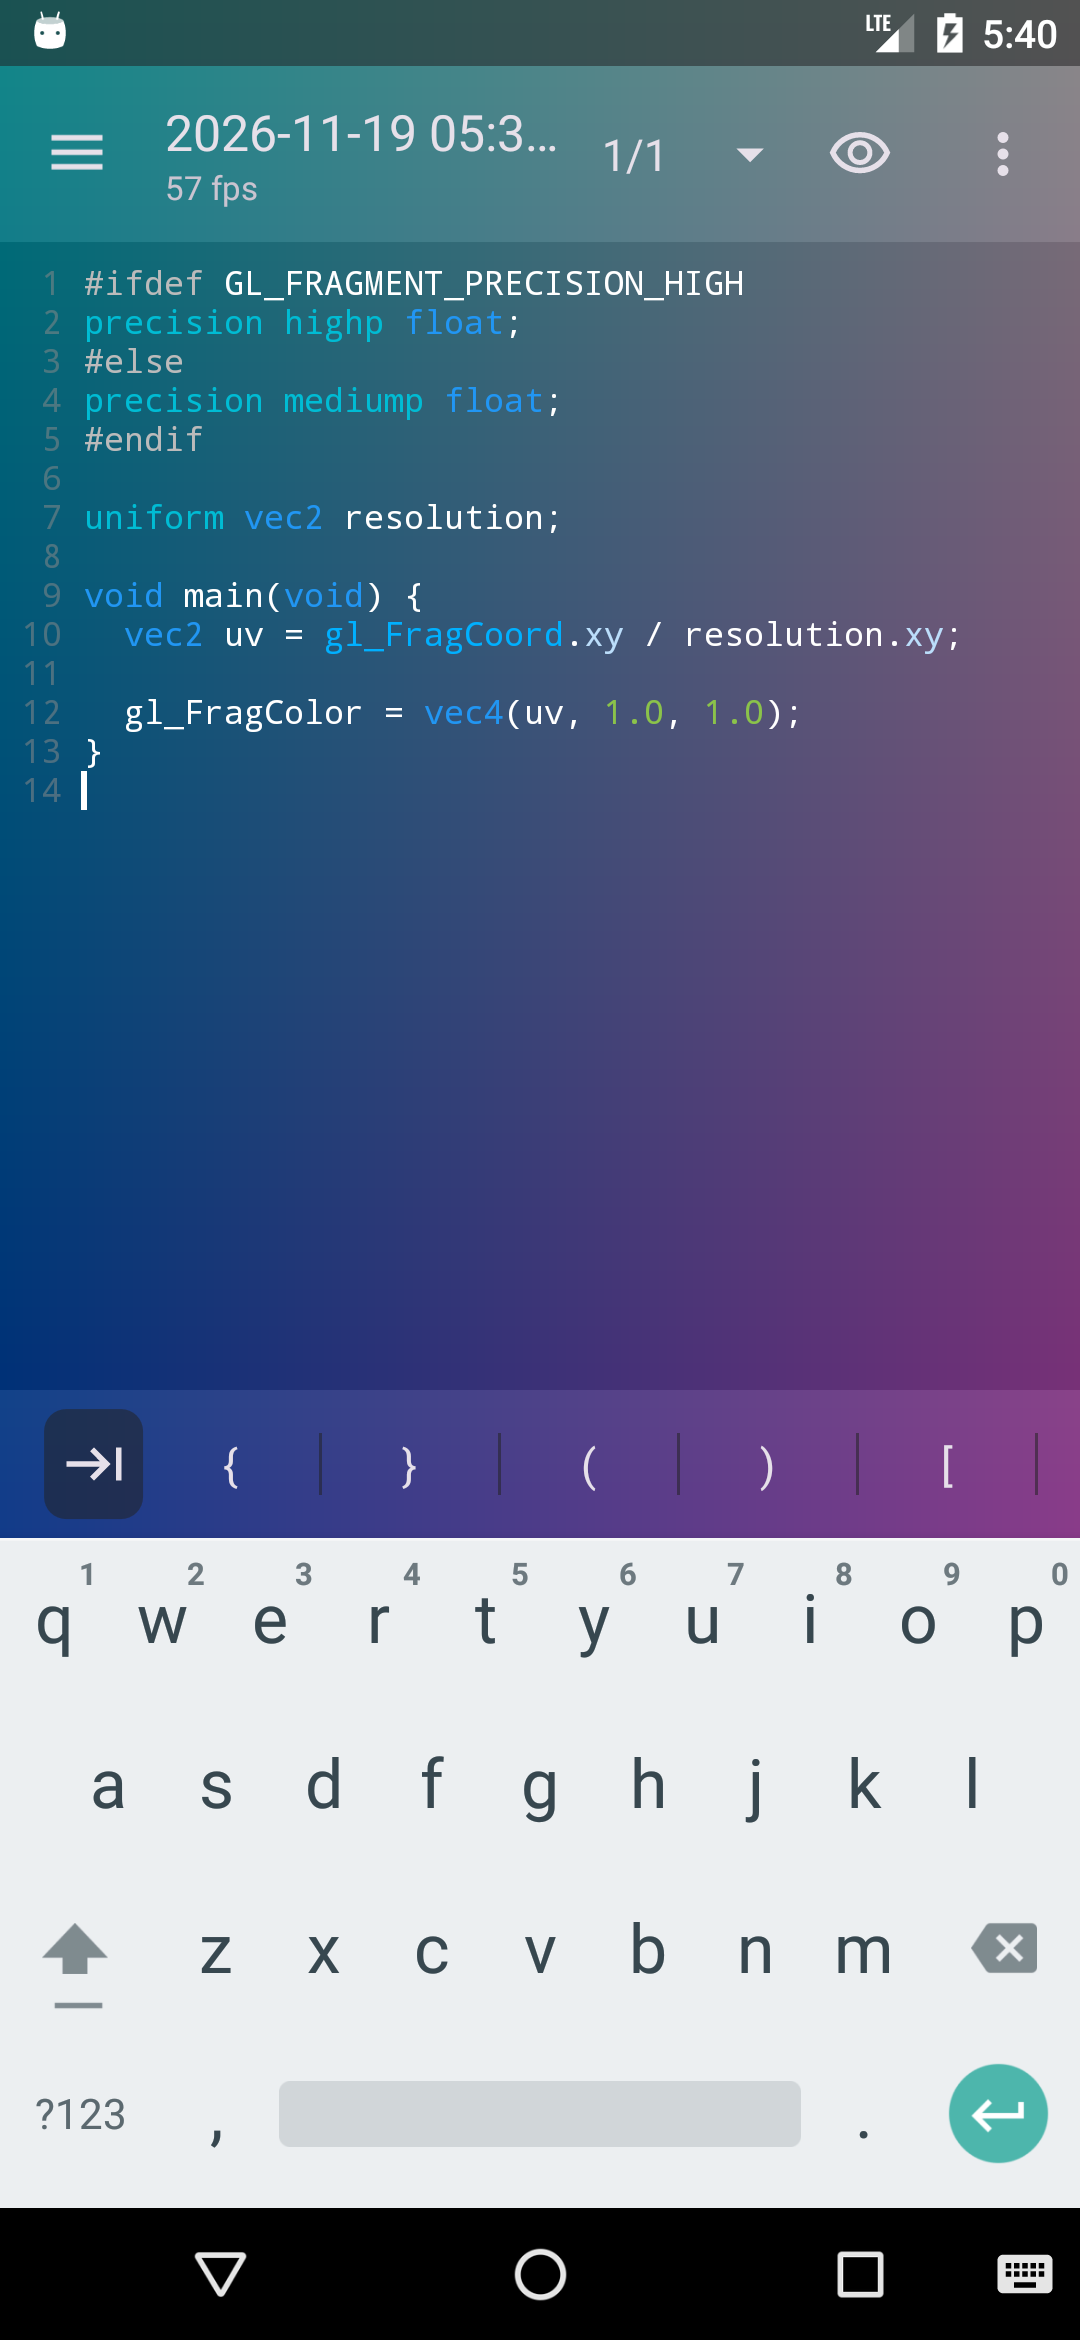 LTE 5:40
2026-11-19 05:3... 1/1
57 fps
1 #ifdef GL_FRAGMENT_PRECISION_HIGH
2 precision highp float;
3 #else
4 precision mediump float;
5 #endif
6
7 uniform vec2 resolution;
8
9 void main(void) {
10   vec2 uv = gl_FragCoord.xy / resolution.xy;
11
12   gl_FragColor = vec4(uv, 1.0, 1.0);
13 }
14
{ } ( ) [
1 2 3 4 5 6 7 8 9 0
q w e r t y u i o p
a s d f g h j k l
z x c v b n m
?123 , .